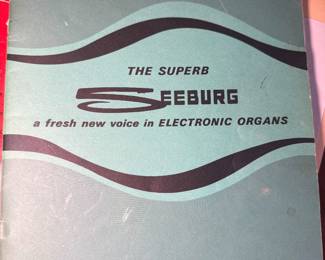 THE SUPERB
SEEBURG
a fresh new voice in ELECTRONIC ORGANS